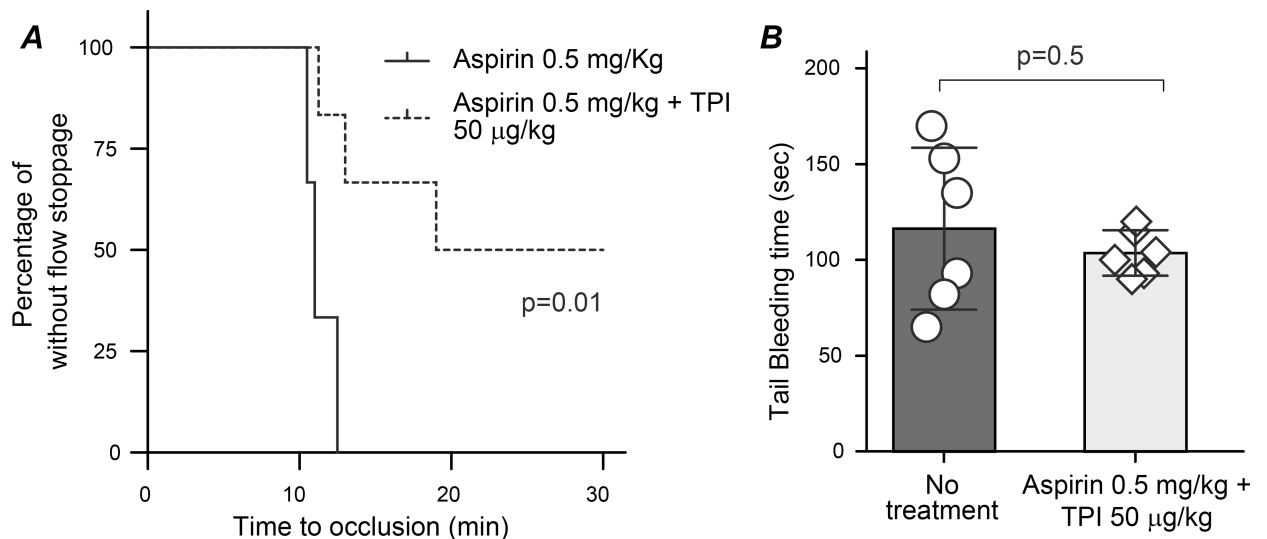 A
100
75
50
25
0
Percentage of
without flow stoppage
0
10
20
30
Time to occlusion (min)
Aspirin 0.5 mg/Kg
Aspirin 0.5 mg/kg + TPI
50 μg/kg
p=0.01
B
200
150
100
50
0
Tail Bleeding time (sec)
p=0.5
No
treatment
Aspirin 0.5 mg/kg +
TPI 50 μg/kg